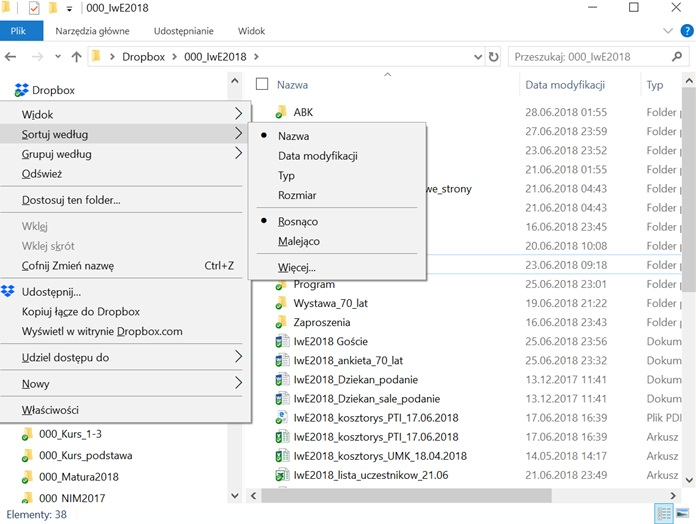 000_IwE2018
Plik Narzędzia główne Udostępnianie Widok
Dropbox 000_IwE2018 Przeszukaj: 000_IwE2018
Dropbox
Nazwa Data modyfikacji Typ
Widok
Sortuj według
Grupuj według
Odśwież
Dostosuj ten folder...
Wklej
Wklej skrót
Cofnij Zmień nazwę Ctrl+Z
Udostępnij...
Kopiuj łącze do Dropbox
Wyświetl w witrynie Dropbox.com
Udziel dostępu do
Nowy
Właściwości
Nazwa
Data modyfikacji
Typ
Rozmiar
Rosnąco
Malejąco
Więcej...
ABK 28.06.2018 01:55 Folder p
27.06.2018 23:59 Folder p
23.06.2018 13:52 Folder p
21.06.2018 01:55 Folder p
we_strony 21.06.2018 04:43 Folder p
21.06.2018 04:43 Folder p
16.06.2018 23:45 Folder p
20.06.2018 10:08 Folder p
23.06.2018 09:18 Folder p
Program 25.06.2018 23:01 Folder p
Wystawa_70_lat 19.06.2018 21:22 Folder p
Zaproszenia 16.06.2018 23:43 Folder p
IwE2018 Goście 25.06.2018 23:56 Dokum
IwE2018_ankieta_70_lat 25.06.2018 23:32 Dokum
IwE2018_Dziekan_podanie 13.12.2017 11:41 Dokum
IwE2018_Dziekan_sale_podanie 13.12.2017 11:41 Dokum
IwE2018_kosztorys_PTI_17.06.2018 17.06.2018 16:39 Plik PDI
IwE2018_kosztorys_PTI_17.06.2018 17.06.2018 16:39 Arkusz
IwE2018_kosztorys_UMK_18.04.2018 14.05.2018 14:17 Arkusz
IwE2018_lista_uczestnikow_21.06 21.06.2018 23:49 Arkusz
000_Kurs_1-3
000_Kurs_podstawa
000_Matura2018
000_NIM2017
Elementy: 38